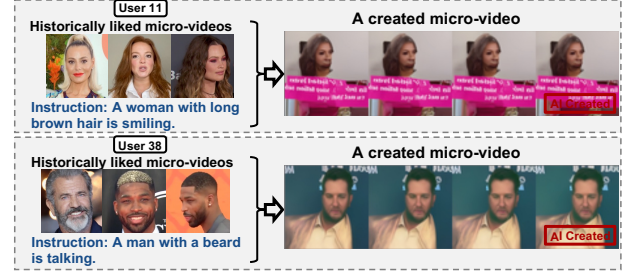 User 11
Historically liked micro-videos
A created micro-video
Instruction: A woman with long
brown hair is smiling.
AI Created
User 38
Historically liked micro-videos
A created micro-video
Instruction: A man with a beard
is talking.
AI Created